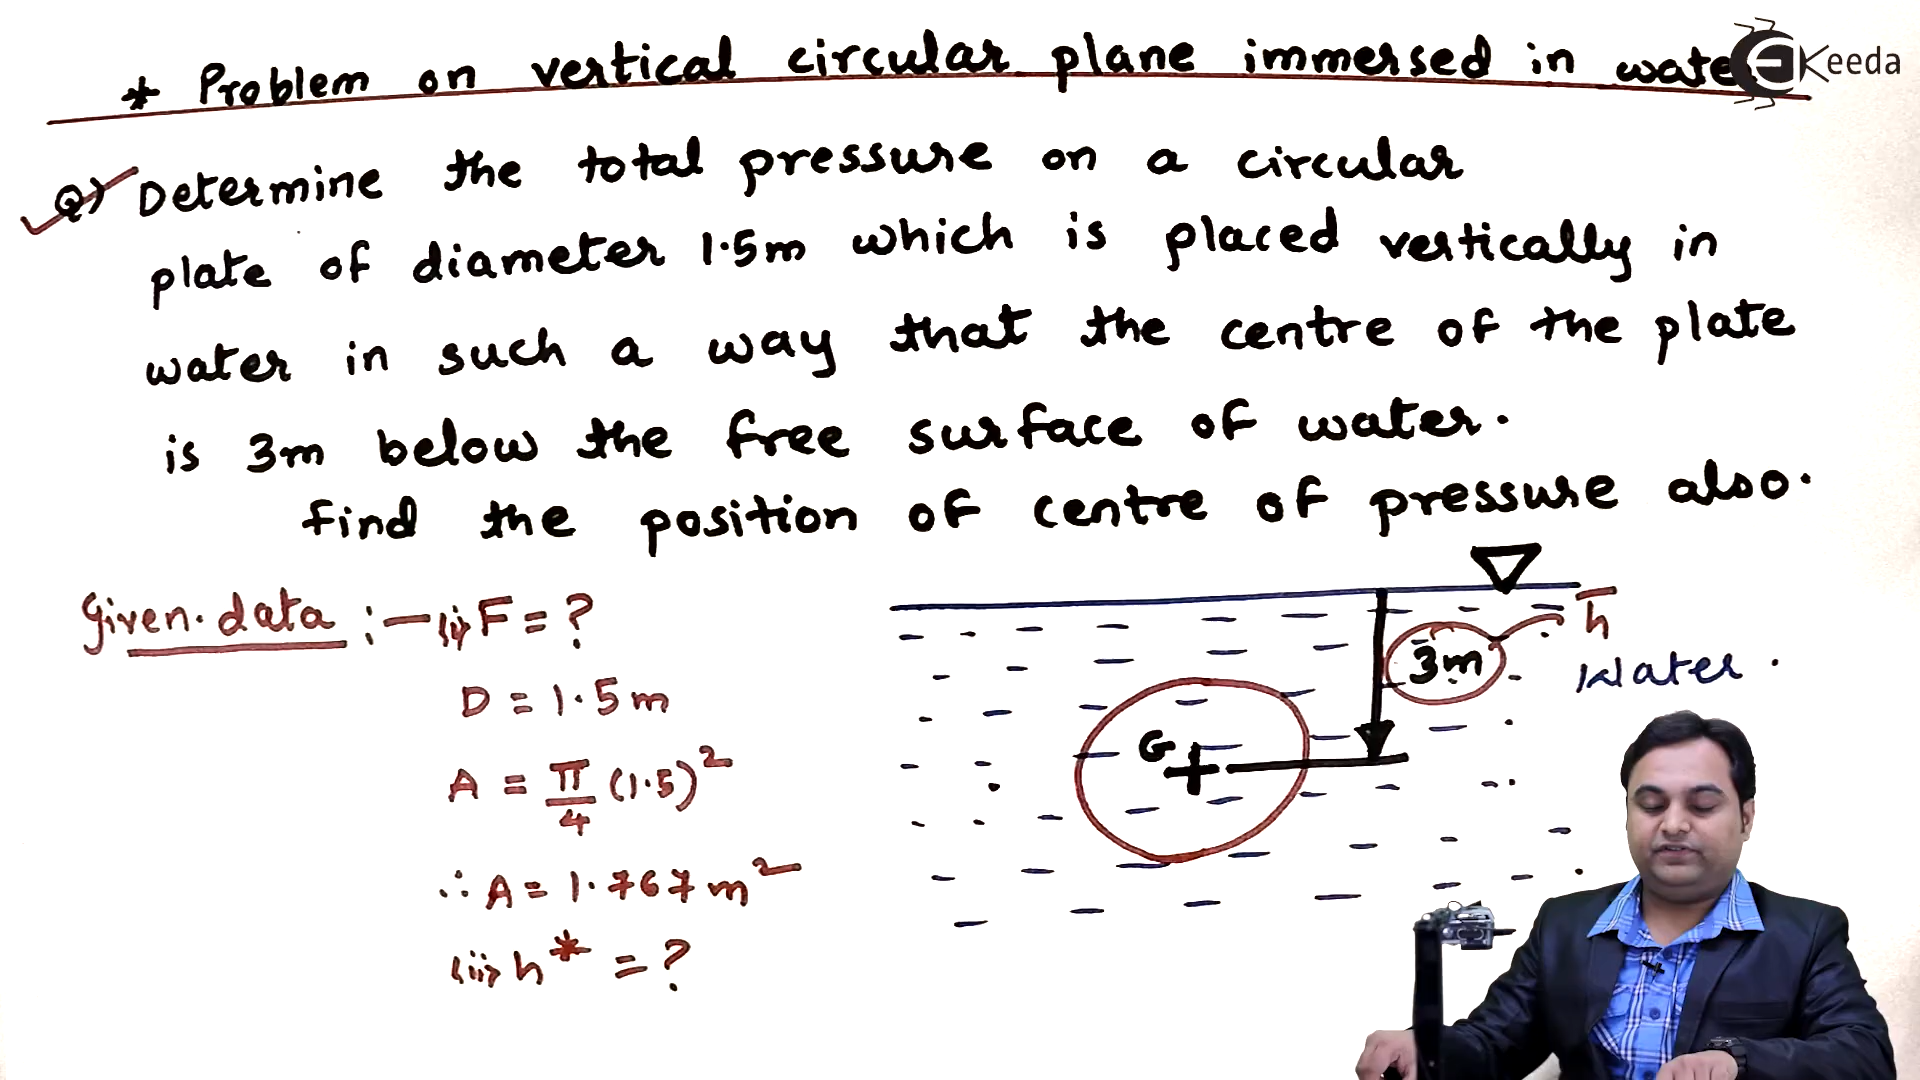 * Problem on vertical circular plane immersed in water
EKeeda
Q) Determine the total pressure on a circular
plate of diameter 1.5m which is placed vertically in
water in such a way that the centre of the plate
is 3m below the free surface of water.
Find the position of centre of pressure also.
Given data :- (i) F = ?
D = 1.5m
A = π/4 (1.5)²
∴ A = 1.767 m²
(ii) h* = ?
h̄
3m
Water.
G